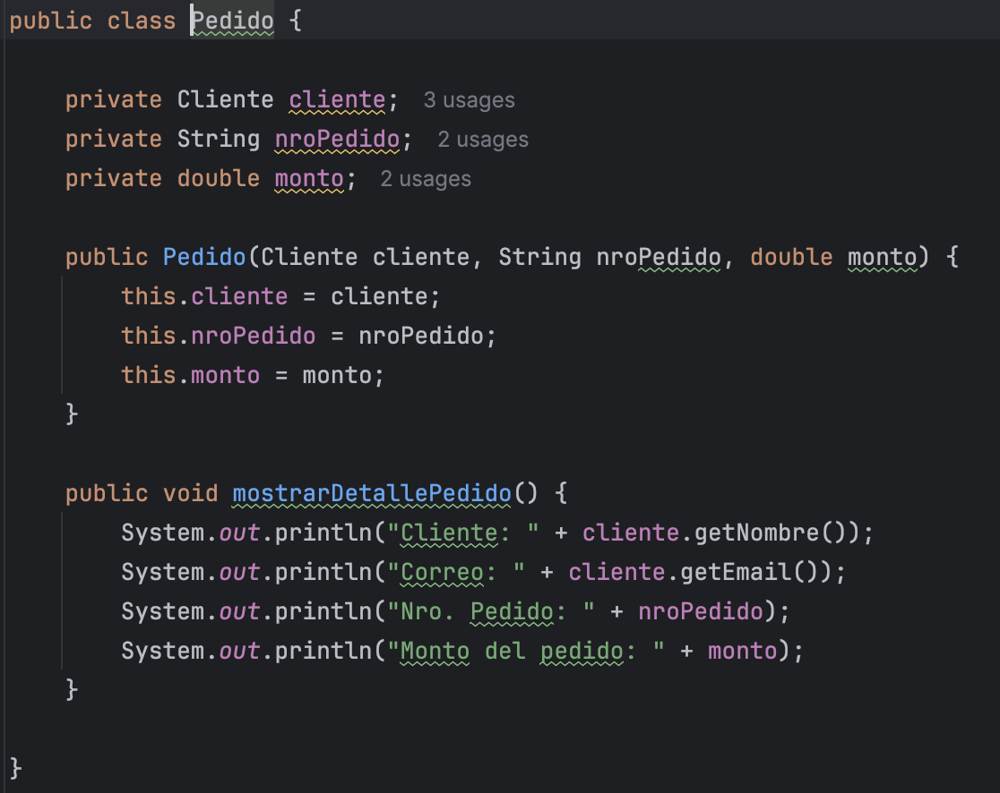 public class Pedido {
private Cliente cliente; 3 usages
private String nroPedido; 2 usages
private double monto; 2 usages
public Pedido(Cliente cliente, String nroPedido, double monto) {
this.cliente = cliente;
this.nroPedido = nroPedido;
this.monto = monto;
}
public void mostrarDetallePedido() {
System.out.println("Cliente: " + cliente.getNombre());
System.out.println("Correo: " + cliente.getEmail());
System.out.println("Nro. Pedido: " + nroPedido);
System.out.println("Monto del pedido: " + monto);
}
}